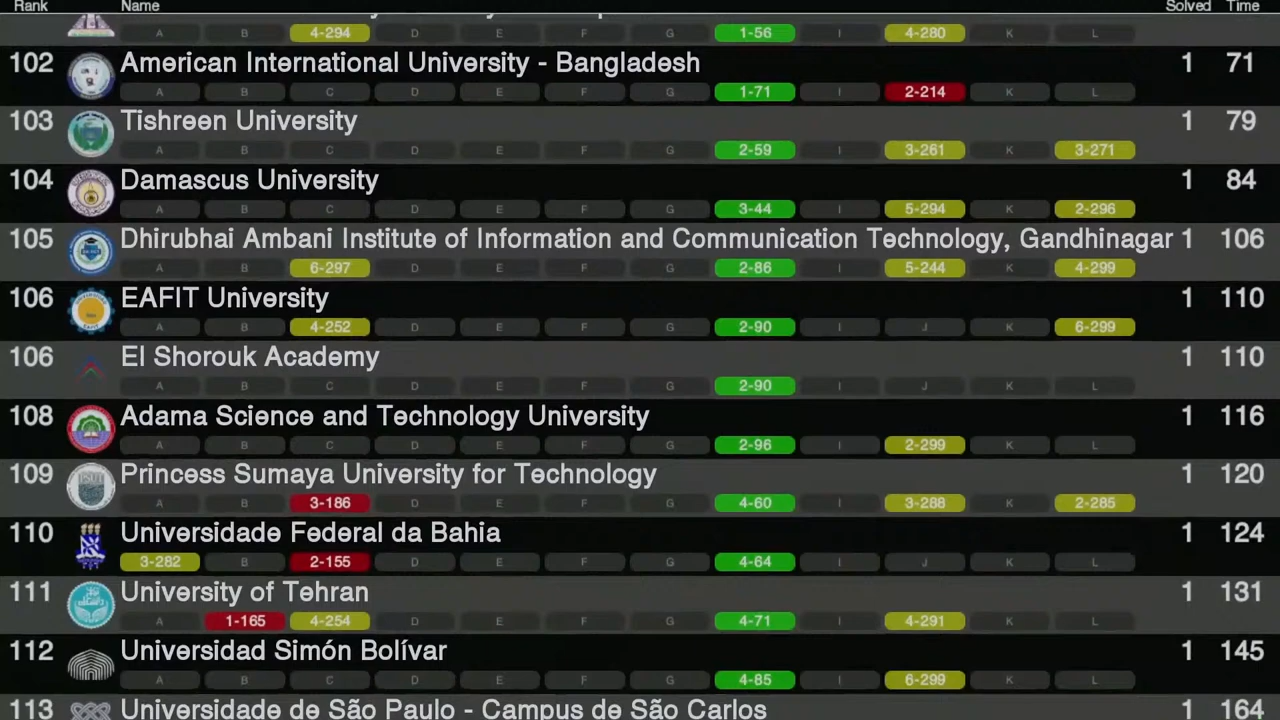 Rank Name Solved Time
A B 4-294 D E F G 1-56 I 4-280 K L
102 American International University - Bangladesh 1 71
A B C D E F G 1-71 I 2-214 K L
103 Tishreen University 1 79
A B C D E F G 2-59 I 3-261 K 3-271
104 Damascus University 1 84
A B C D E F G 3-44 I 5-294 K 2-296
105 Dhirubhai Ambani Institute of Information and Communication Technology, Gandhinagar 1 106
A B 6-297 D E F G 2-86 I 5-244 K 4-299
106 EAFIT University 1 110
A B 4-252 D E F G 2-90 I J K 6-299
106 El Shorouk Academy 1 110
A B C D E F G 2-90 I J K L
108 Adama Science and Technology University 1 116
A B C D E F G 2-96 I 2-299 K L
109 Princess Sumaya University for Technology 1 120
A B 3-186 D E F G 4-60 I 3-288 K 2-285
110 Universidade Federal da Bahia 1 124
3-282 B 2-155 D E F G 4-64 I J K L
111 University of Tehran 1 131
A 1-165 4-254 D E F G 4-71 I 4-291 K L
112 Universidad Simón Bolívar 1 145
A B C D E F G 4-85 I 6-299 K L
113 Universidade de São Paulo - Campus de São Carlos 1 164